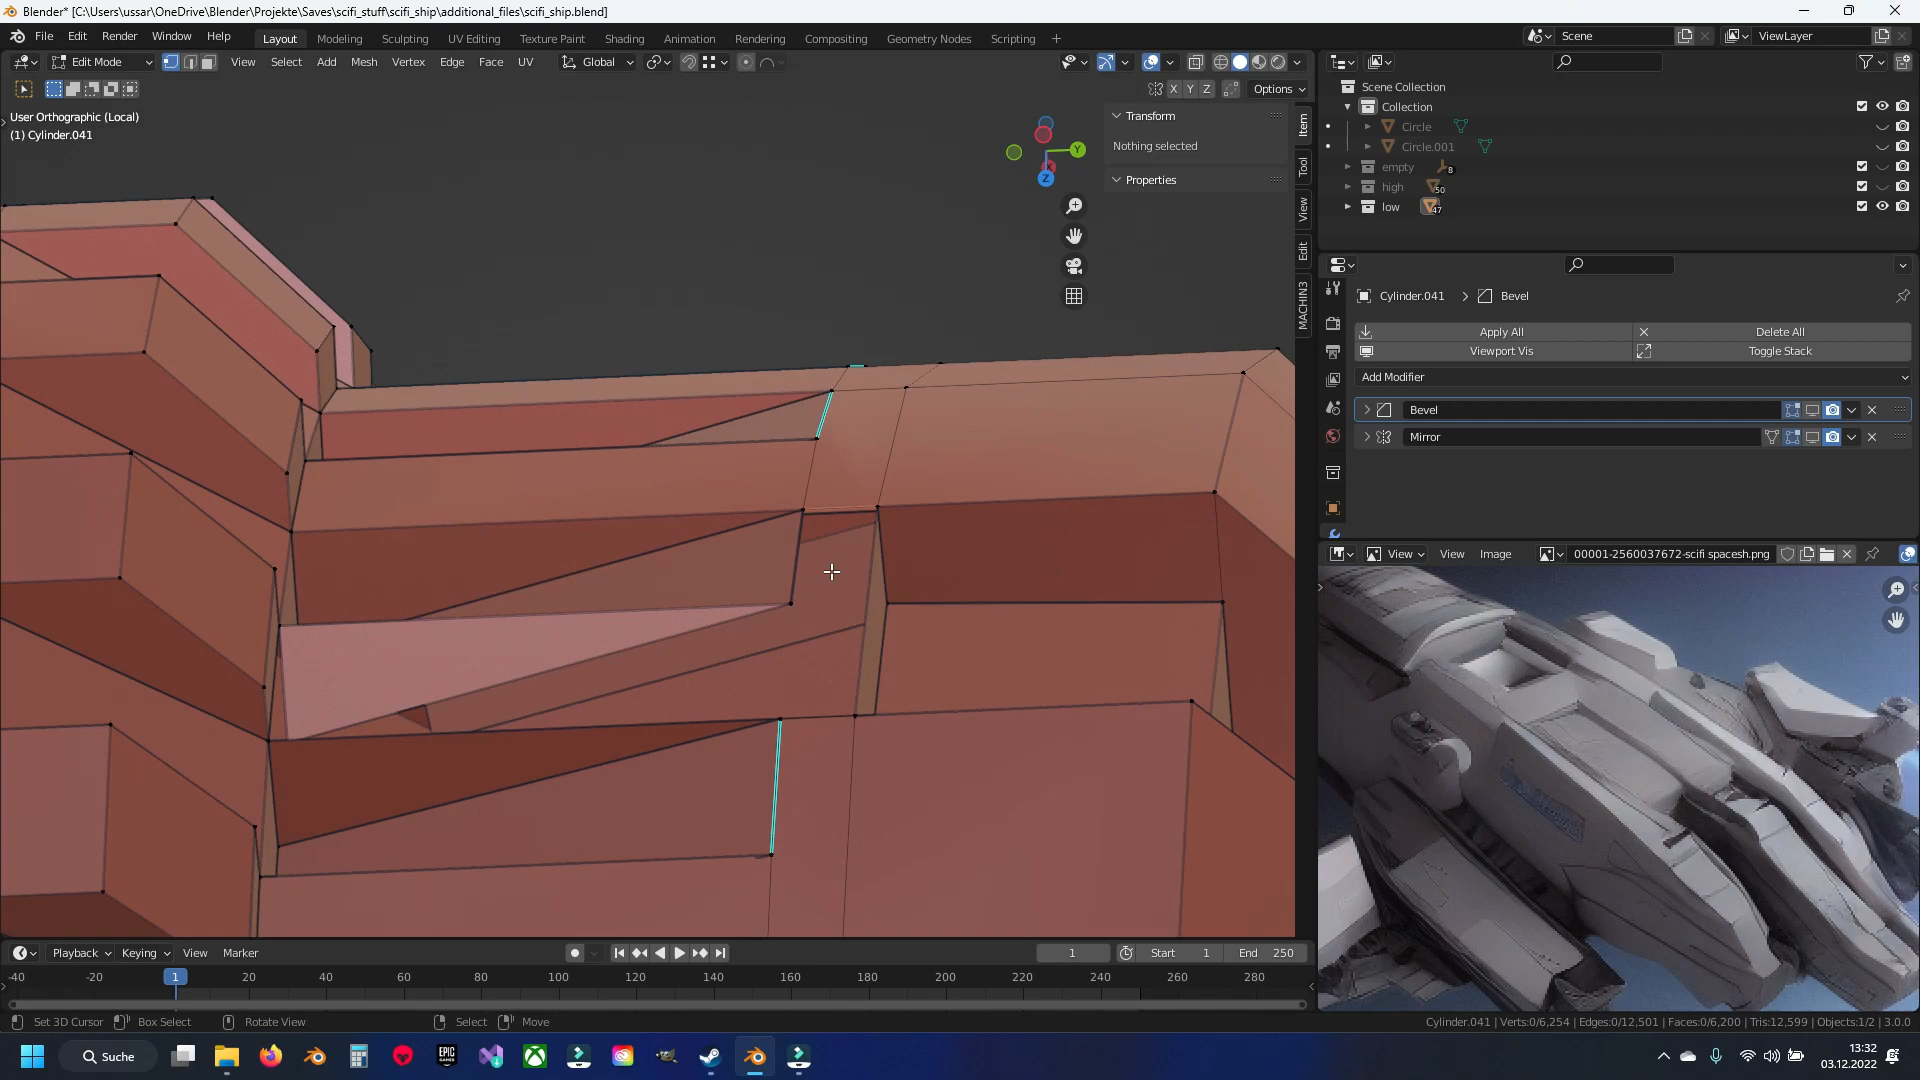 Blender* [C:\Users\ussar\OneDrive\Blender\Projekte\Saves\scifi_stuff\scifi_ship\additional_files\scifi_ship.blend]
File Edit Render Window Help Layout Modeling Sculpting UV Editing Texture Paint Shading Animation Rendering Compositing Geometry Nodes Scripting +
Scene ViewLayer
Edit Mode View Select Add Mesh Vertex Edge Face UV Global
X Y Z Options
User Orthographic (Local)
(1) Cylinder.041
Transform
Nothing selected
Properties
Item
Tool
View
Edit
MACHIN3
Y
Z
Scene Collection
Collection
Circle
Circle.001
empty 8
high 50
low 47
Cylinder.041 > Bevel
Apply All Delete All
Viewport Vis Toggle Stack
Add Modifier
Bevel
Mirror
View View Image 00001-2560037672-scifi spacesh.png
Playback Keying View Marker 1 Start 1 End 250
-40 -20 1 20 40 60 80 100 120 140 160 180 200 220 240 260 280
Set 3D Cursor Box Select Rotate View Select Move
Cylinder.041 | Verts:0/6,254 | Edges:0/12,501 | Faces:0/6,200 | Tris:12,599 | Objects:1/2 | 3.0.0
Suche
EPIC GAMES
13:32
03.12.2022